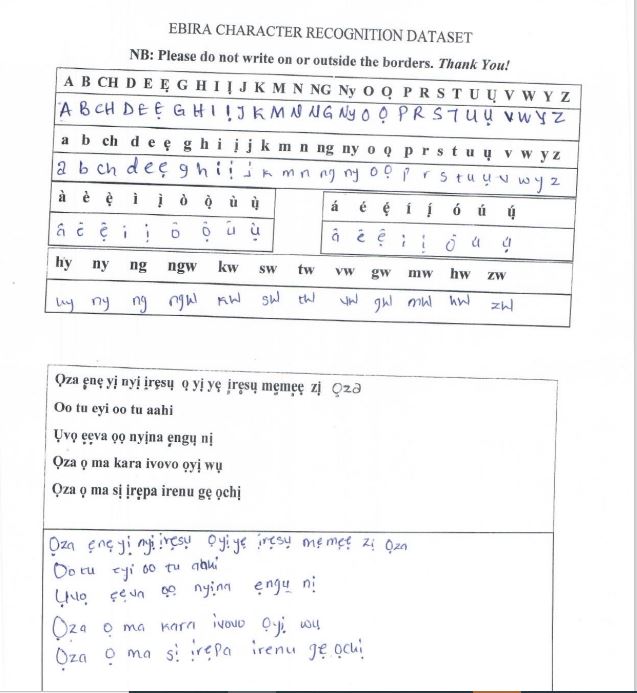 EBIRA CHARACTER RECOGNITION DATASET
NB: Please do not write on or outside the borders. Thank You!
A B CH D E Ẹ G H I Ị J K M N NG Ny O Ọ P R S T U Ụ V W Y Z
A B CH D E Ẹ G H I Ị J K M N NG Ny O Ọ P R S T U Ụ V W Y Z
a b ch d e ẹ g h i ị j k m n ng ny o ọ p r s t u ụ v w y z
a b ch d e ẹ g h i ị j k m n ng ny o ọ p r s t u ụ v w y z
à è ẹ̀ ì ị̀ ò ọ̀ ù ụ̀
á é ẹ́ í ị́ ó ú ụ́
hy ny ng ngw kw sw tw vw gw mw hw zw
hy ny ng ngw kw sw tw vw gw mw hw zw
Ọza ẹnẹ yị nyị ịrẹsụ ọ yị yẹ ịrẹsụ mẹmẹẹ zị Ọza
Oo tu eyi oo tu aahi
Ụvọ ẹẹva ọọ nyịna ẹngụ nị
Ọza ọ ma kara ivovo ọyị wụ
Ọza ọ ma sị ịrẹpa irenu gẹ ọchị
Ọza ẹnẹ yị nyị ịrẹsụ Ọyị yẹ ịrẹsụ mẹmẹẹ zị Ọza
Oo tu eyi oo tu aahi
Ụvọ ẹẹva ọọ nyịna ẹngụ nị
Ọza Ọ ma kara ivovo Ọyị wụ
Ọza Ọ ma sị ịrẹpa irenu gẹ Ọchị